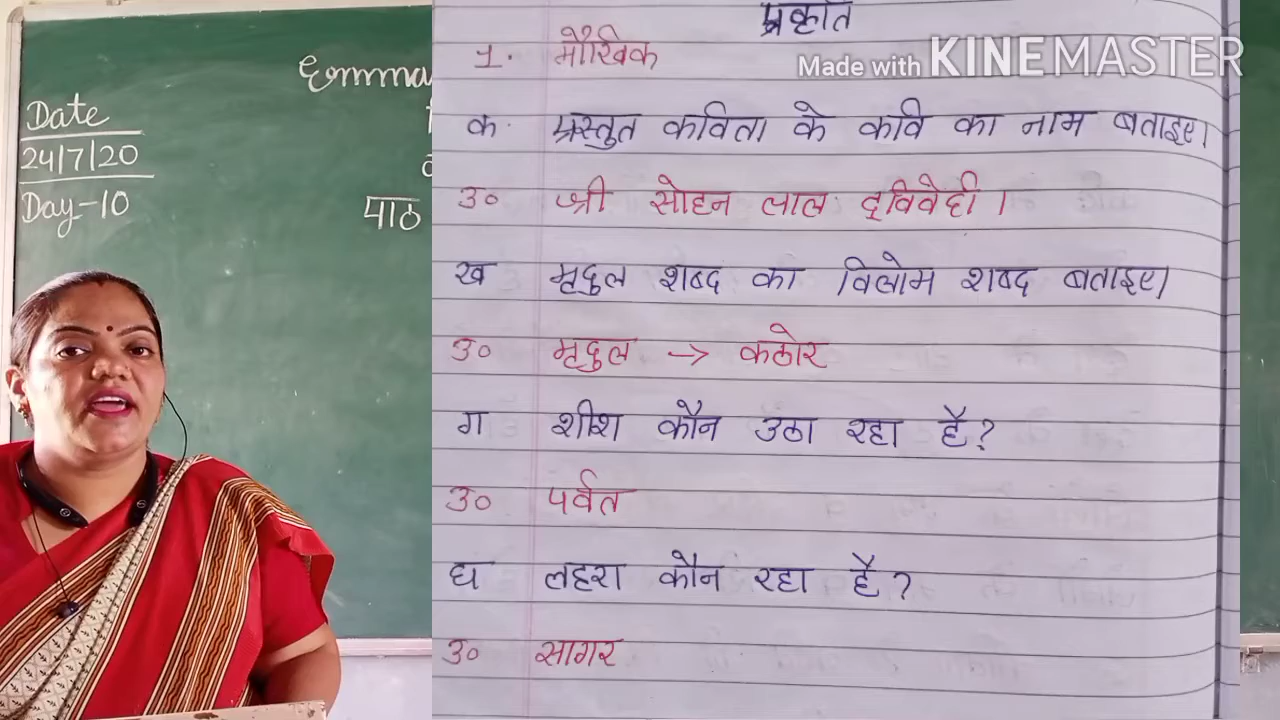 Date
24/7/20
Day-10
पाठ
Made with KINEMASTER
1. मौखिक
क. प्रस्तुत कविता के कवि का नाम बताइए।
उ० श्री सोहन लाल द्विवेदी।
ख मृदुल शब्द का विलोम शब्द बताइए।
उ० मृदुल → कठोर
ग शीश कौन उठा रहा है?
उ० पर्वत
घ लहरा कौन रहा है?
उ० सागर